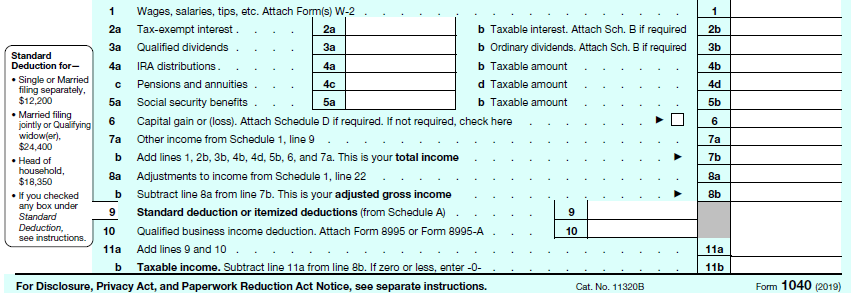 1 Wages, salaries, tips, etc. Attach Form(s) W-2 . . . . . . . . . . . . . . . . . . 1
2a Tax-exempt interest . . . . 2a b Taxable interest. Attach Sch. B if required 2b
3a Qualified dividends . . . . 3a b Ordinary dividends. Attach Sch. B if required 3b
4a IRA distributions . . . . . 4a b Taxable amount . . . . . . 4b
c Pensions and annuities . . . 4c d Taxable amount . . . . . . 4d
5a Social security benefits . . . 5a b Taxable amount . . . . . . 5b
6 Capital gain or (loss). Attach Schedule D if required. If not required, check here . . . . . . . ▶ 6
7a Other income from Schedule 1, line 9 . . . . . . . . . . . . . . . . . . . 7a
b Add lines 1, 2b, 3b, 4b, 4d, 5b, 6, and 7a. This is your total income . . . . . . . . . . . ▶ 7b
8a Adjustments to income from Schedule 1, line 22 . . . . . . . . . . . . . . . . . 8a
b Subtract line 8a from line 7b. This is your adjusted gross income . . . . . . . . . . . ▶ 8b
9 Standard deduction or itemized deductions (from Schedule A) . . . . . 9
10 Qualified business income deduction. Attach Form 8995 or Form 8995-A . . . . 10
11a Add lines 9 and 10 . . . . . . . . . . . . . . . . . . . . . . . 11a
b Taxable income. Subtract line 11a from line 8b. If zero or less, enter -0- . . . . . . . . . . 11b
Standard
Deduction for—
• Single or Married
filing separately,
$12,200
• Married filing
jointly or Qualifying
widow(er),
$24,400
• Head of
household,
$18,350
• If you checked
any box under
Standard
Deduction,
see instructions.
For Disclosure, Privacy Act, and Paperwork Reduction Act Notice, see separate instructions. Cat. No. 11320B Form 1040 (2019)